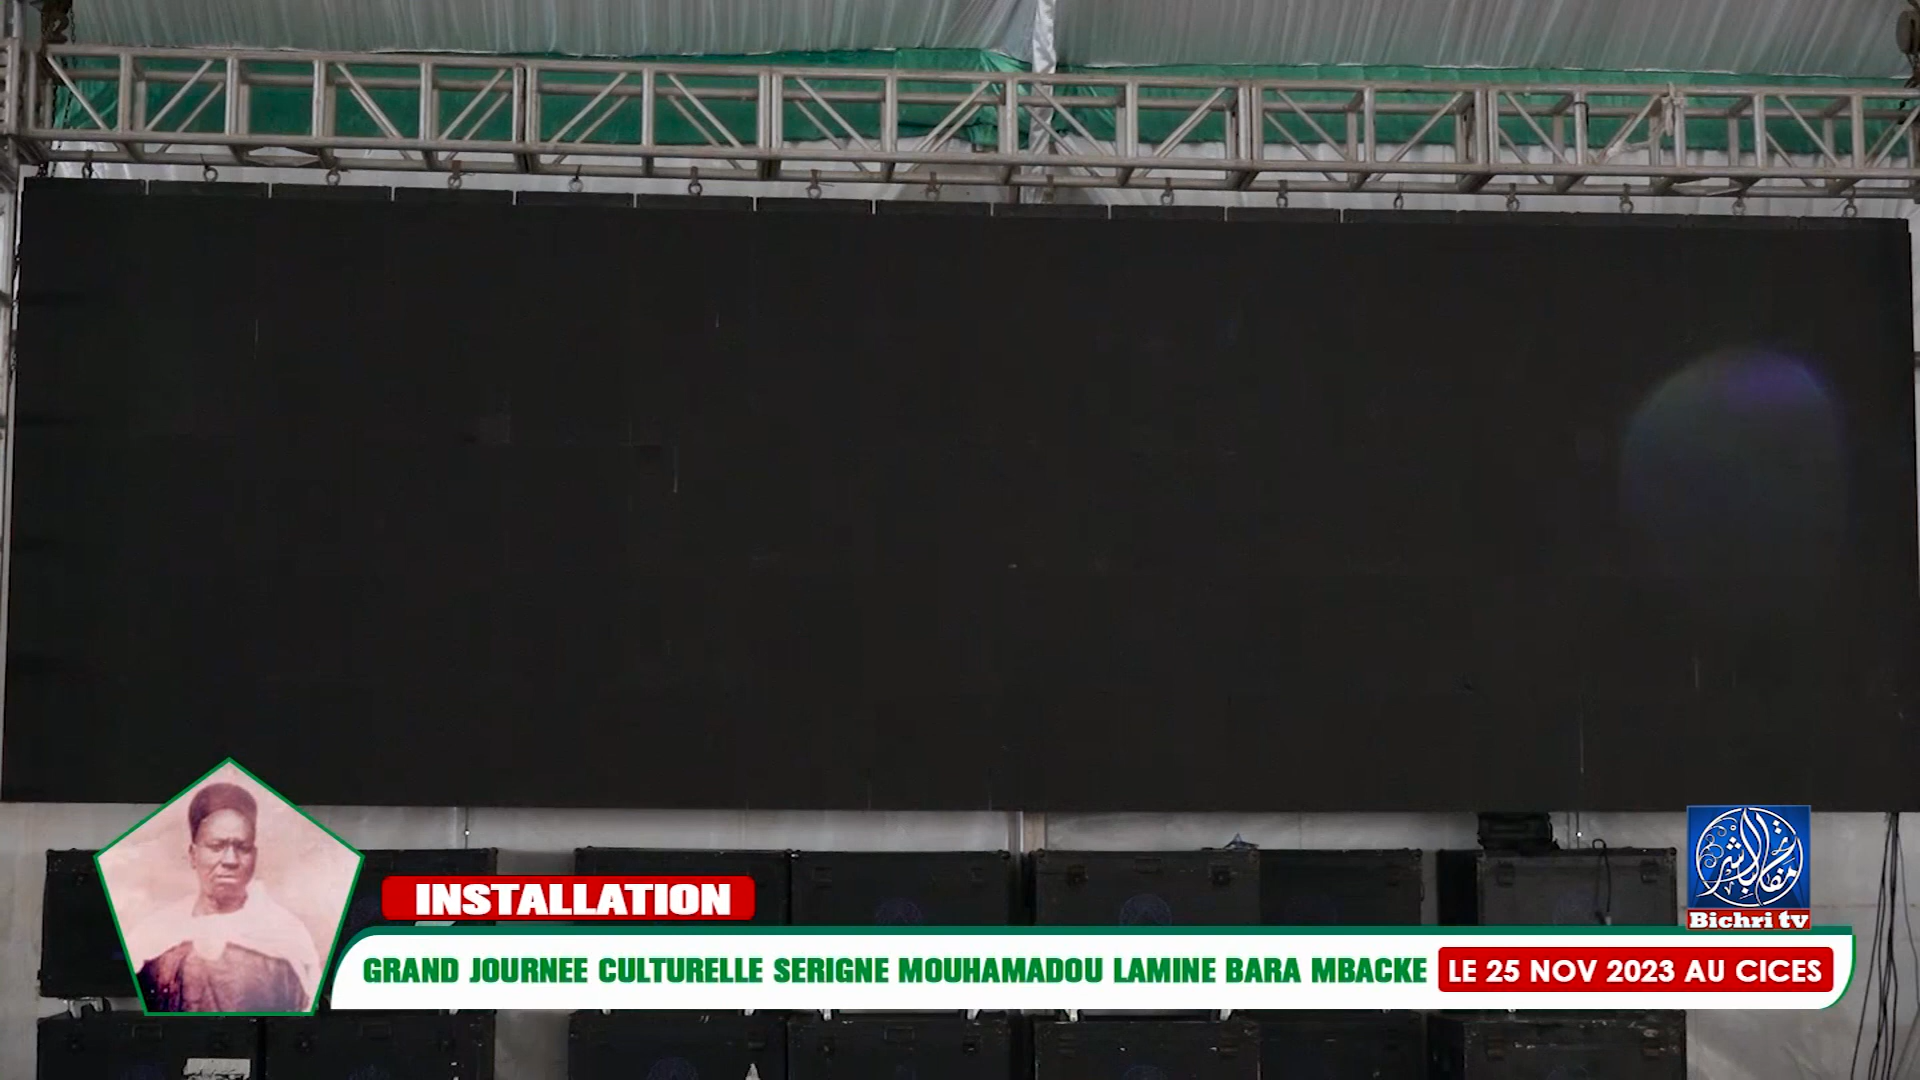 INSTALLATION
GRAND JOURNEE CULTURELLE SERIGNE MOUHAMADOU LAMINE BARA MBACKE
LE 25 NOV 2023 AU CICES
Bichri tv